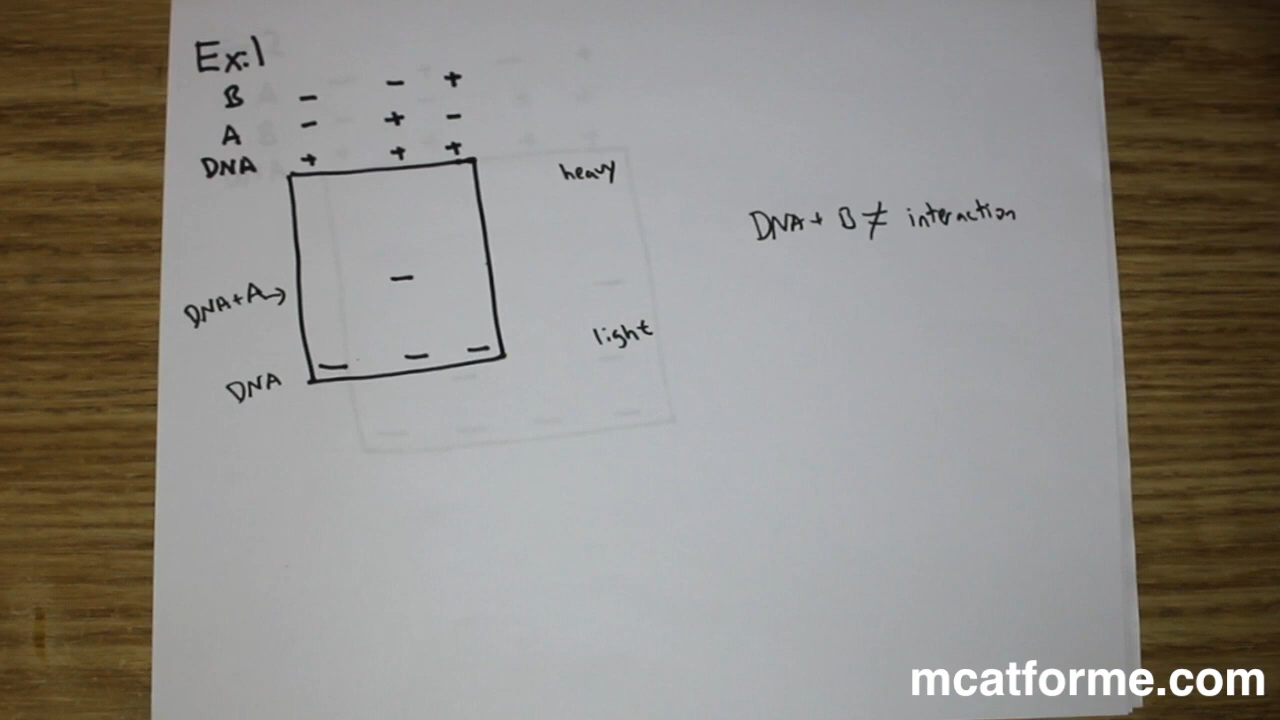 Ex:1
B - - +
A - + -
DNA + + +
heavy
DNA + B ≠ interaction
DNA+A→
light
DNA
mcatforme.com